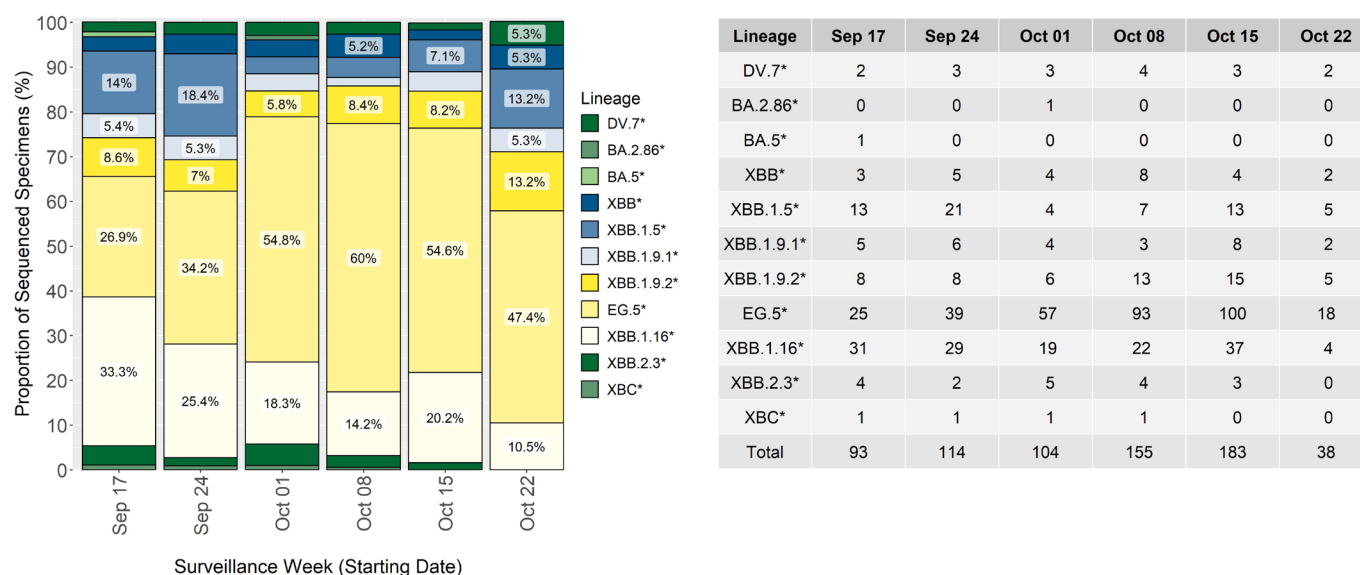 Proportion of Sequenced Specimens (%)
100
90
80
70
60
50
40
30
20
10
0
14%
5.4%
8.6%
26.9%
33.3%
18.4%
5.3%
7%
34.2%
25.4%
5.8%
54.8%
18.3%
5.2%
8.4%
60%
14.2%
7.1%
8.2%
54.6%
20.2%
5.3%
5.3%
13.2%
5.3%
13.2%
47.4%
10.5%
Sep 17
Sep 24
Oct 01
Oct 08
Oct 15
Oct 22
Surveillance Week (Starting Date)
Lineage
DV.7*
BA.2.86*
BA.5*
XBB*
XBB.1.5*
XBB.1.9.1*
XBB.1.9.2*
EG.5*
XBB.1.16*
XBB.2.3*
XBC*
Lineage Sep 17 Sep 24 Oct 01 Oct 08 Oct 15 Oct 22
DV.7* 2 3 3 4 3 2
BA.2.86* 0 0 1 0 0 0
BA.5* 1 0 0 0 0 0
XBB* 3 5 4 8 4 2
XBB.1.5* 13 21 4 7 13 5
XBB.1.9.1* 5 6 4 3 8 2
XBB.1.9.2* 8 8 6 13 15 5
EG.5* 25 39 57 93 100 18
XBB.1.16* 31 29 19 22 37 4
XBB.2.3* 4 2 5 4 3 0
XBC* 1 1 1 1 0 0
Total 93 114 104 155 183 38